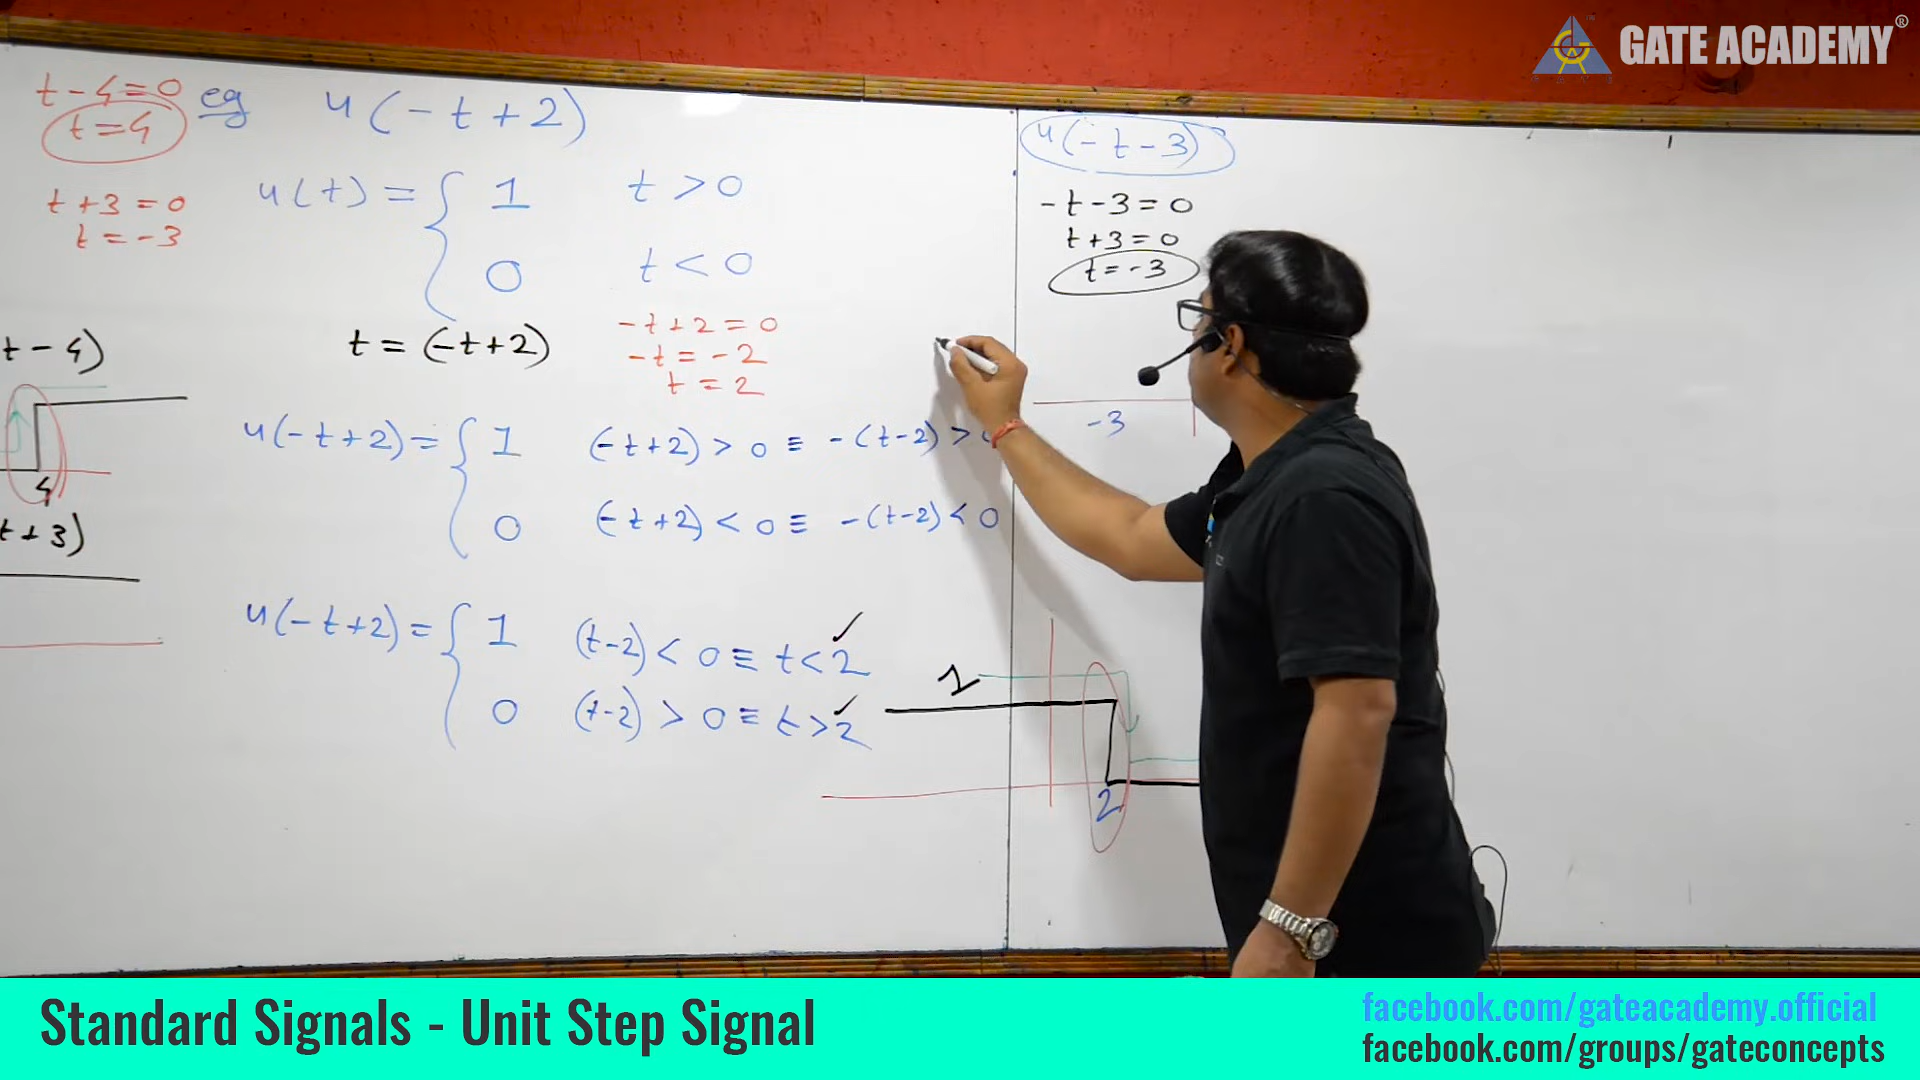 GATE ACADEMY®
t-4=0
t=4
t+3=0
t=-3
t-4)
4
t+3)
eg u(-t+2)
u(t) = { 1 t>0
0 t<0
t = (-t+2)
-t+2=0
-t=-2
t=2
u(-t+2) = { 1 (-t+2)>0 ≡ -(t-2)>
0 (-t+2)<0 ≡ -(t-2)<0
u(-t+2) = { 1 (t-2)<0 ≡ t<2 ✓
0 (t-2)>0 ≡ t>2 ✓
1
2
u(-t-3)
-t-3=0
t+3=0
t=-3
-3
Standard Signals - Unit Step Signal
facebook.com/gateacademy.official
facebook.com/groups/gateconcepts